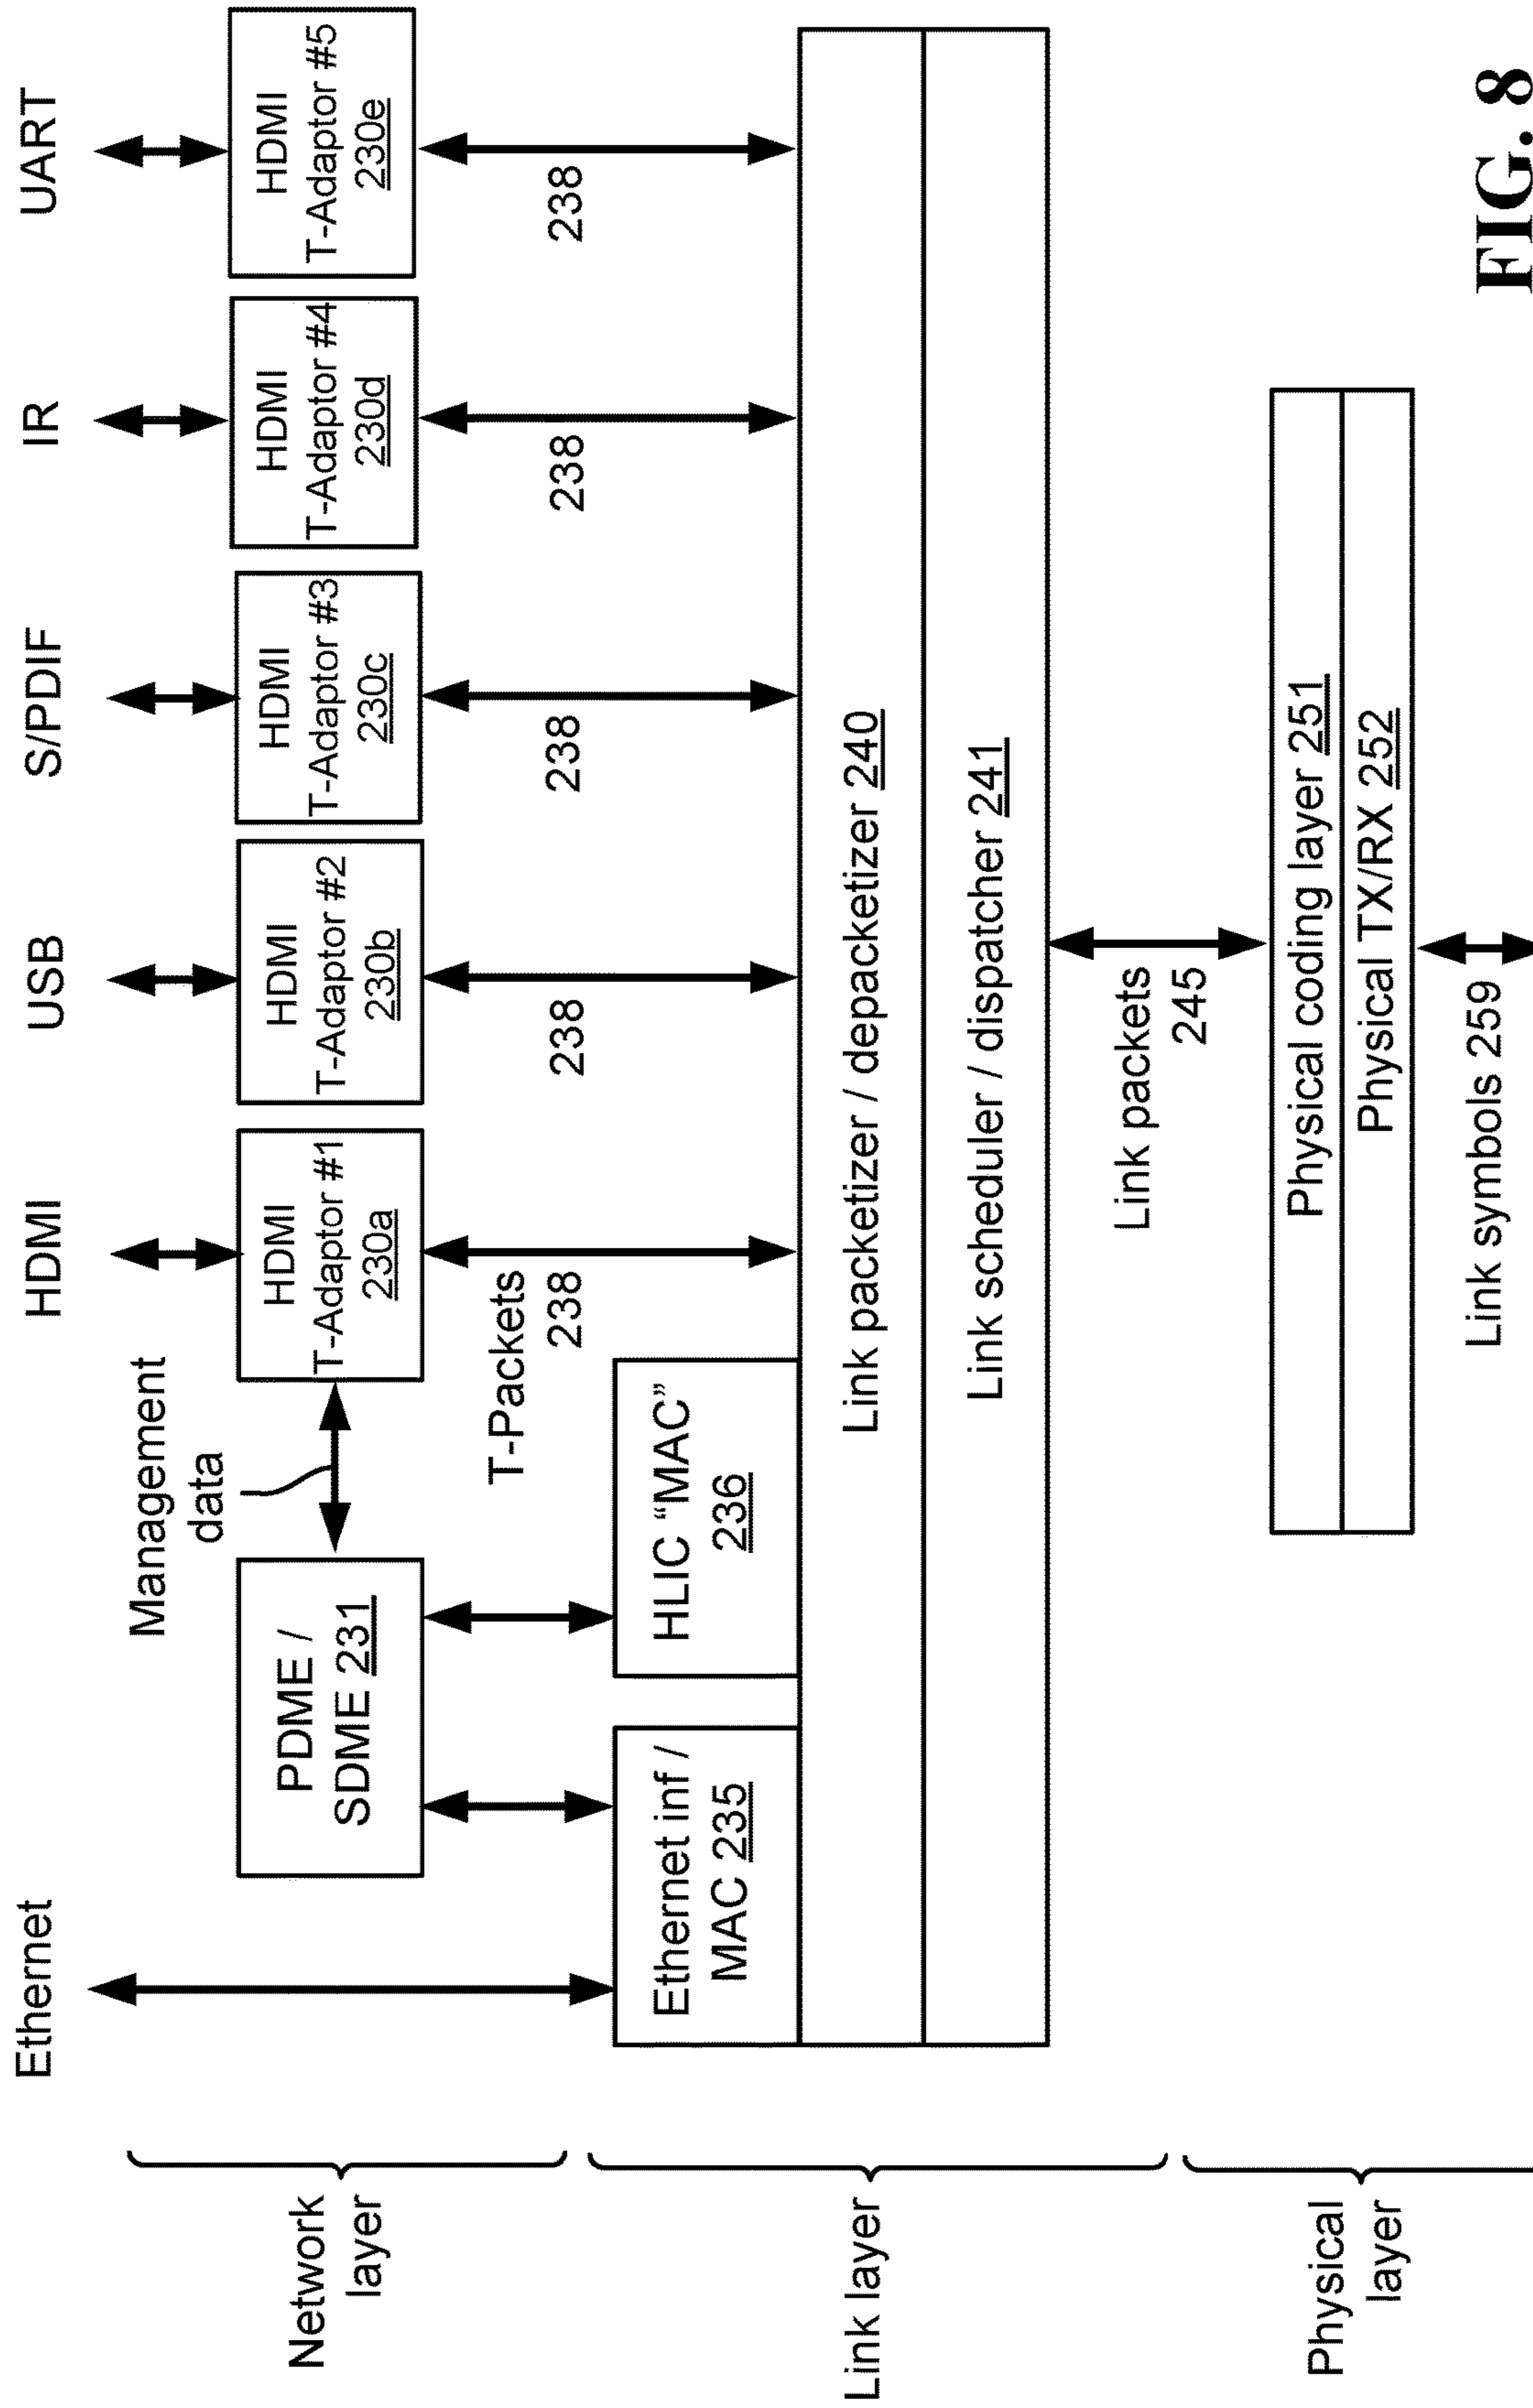 Ethernet
HDMI
USB
S/PDIF
IR
UART
Management
data
Network
layer
PDME /
SDME 231
HDMI
T-Adaptor #1
230a
HDMI
T-Adaptor #2
230b
HDMI
T-Adaptor #3
230c
HDMI
T-Adaptor #4
230d
HDMI
T-Adaptor #5
230e
T-Packets
238
238
238
238
238
Link layer
Ethernet inf /
MAC 235
HLIC “MAC”
236
Link packetizer / depacketizer 240
Link scheduler / dispatcher 241
Link packets
245
Physical
layer
Physical coding layer 251
Physical TX/RX 252
Link symbols 259
FIG. 8